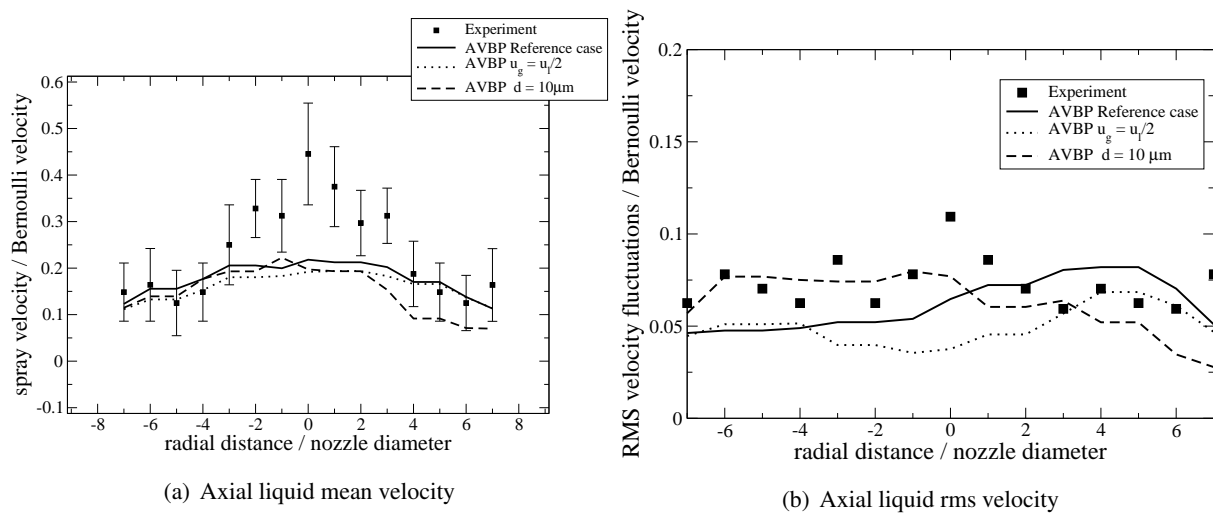 Experiment
AVBP Reference case
AVBP u_g = u_l/2
AVBP d = 10μm
spray velocity / Bernoulli velocity
0.6
0.5
0.4
0.3
0.2
0.1
0
-0.1
-8 -6 -4 -2 0 2 4 6 8
radial distance / nozzle diameter
(a) Axial liquid mean velocity
Experiment
AVBP Reference case
AVBP u_g = u_l/2
AVBP d = 10 μm
RMS velocity fluctuations / Bernoulli velocity
0.2
0.15
0.1
0.05
0
-6 -4 -2 0 2 4 6
radial distance / nozzle diameter
(b) Axial liquid rms velocity